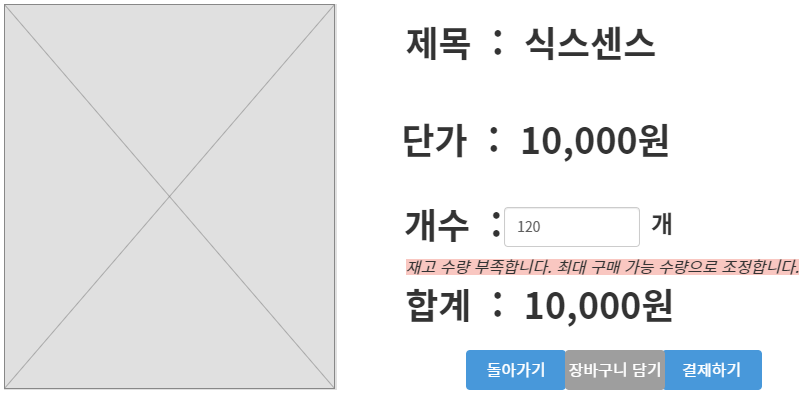 제목 : 식스센스
단가 : 10,000원
개수 : 120 개
재고 수량 부족합니다. 최대 구매 가능 수량으로 조정합니다.
합계 : 10,000원
돌아가기 장바구니 담기 결제하기